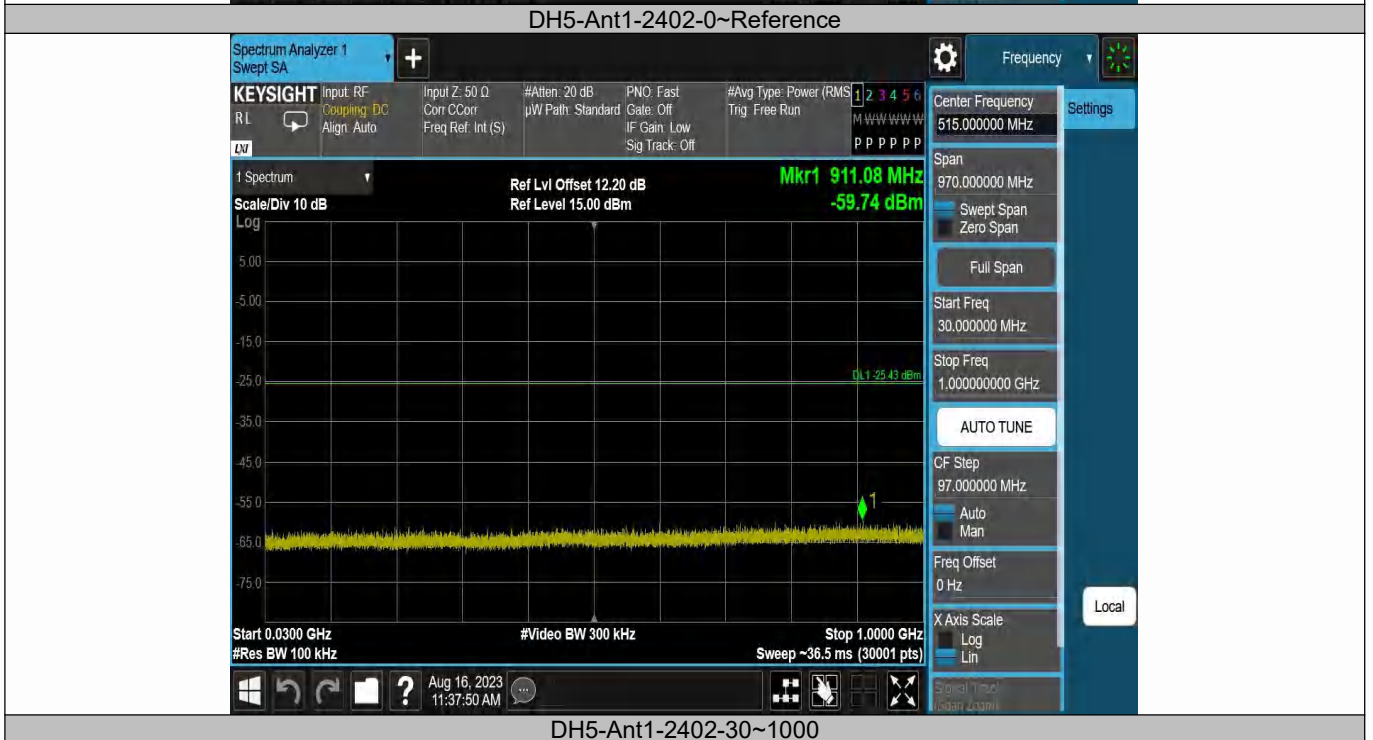 DH5-Ant1-2402-0~Reference
Spectrum Analyzer 1
Swept SA
Frequency
KEYSIGHT
RL
LXI
Input: RF
Coupling: DC
Align: Auto
Input Z: 50 Ω
Corr CCorr
Freq Ref: Int (S)
#Atten: 20 dB
µW Path: Standard
PNO: Fast
Gate: Off
IF Gain: Low
Sig Track: Off
#Avg Type: Power (RMS
Trig: Free Run
1 2 3 4 5 6
M W W W W W
P P P P P P
1 Spectrum
Scale/Div 10 dB
Ref Lvl Offset 12.20 dB
Ref Level 15.00 dBm
Mkr1 911.08 MHz
-59.74 dBm
Log
5.00
-5.00
-15.0
-25.0
-35.0
-45.0
-55.0
-65.0
-75.0
DL1 -25.43 dBm
1
Start 0.0300 GHz
#Res BW 100 kHz
#Video BW 300 kHz
Stop 1.0000 GHz
Sweep ~36.5 ms (30001 pts)
Center Frequency
515.000000 MHz
Span
970.000000 MHz
Swept Span
Zero Span
Full Span
Start Freq
30.000000 MHz
Stop Freq
1.000000000 GHz
AUTO TUNE
CF Step
97.000000 MHz
Auto
Man
Freq Offset
0 Hz
X Axis Scale
Log
Lin
Signal Track
(Span Zoom)
Settings
Local
?
Aug 16, 2023
11:37:50 AM
DH5-Ant1-2402-30~1000